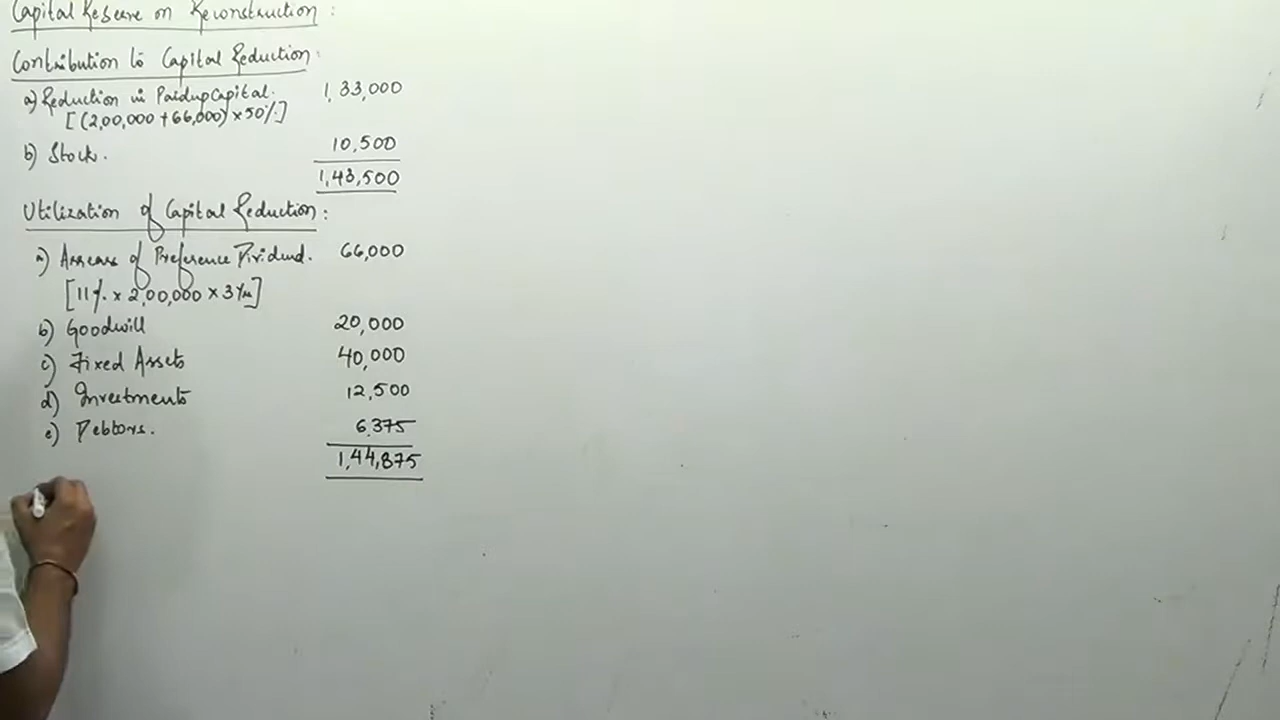 Capital Reserve on Reconstruction :
Contribution to Capital Reduction :
a) Reduction in Paidup Capital. 1,33,000
[(2,00,000 + 66,000) × 50%]
b) Stock. 10,500
1,43,500
Utilization of Capital Reduction :
a) Arrears of Preference Dividend. 66,000
[11% × 2,00,000 × 3 Yrs]
b) Goodwill 20,000
c) Fixed Assets 40,000
d) Investments 12,500
e) Debtors. 6,375
1,44,875